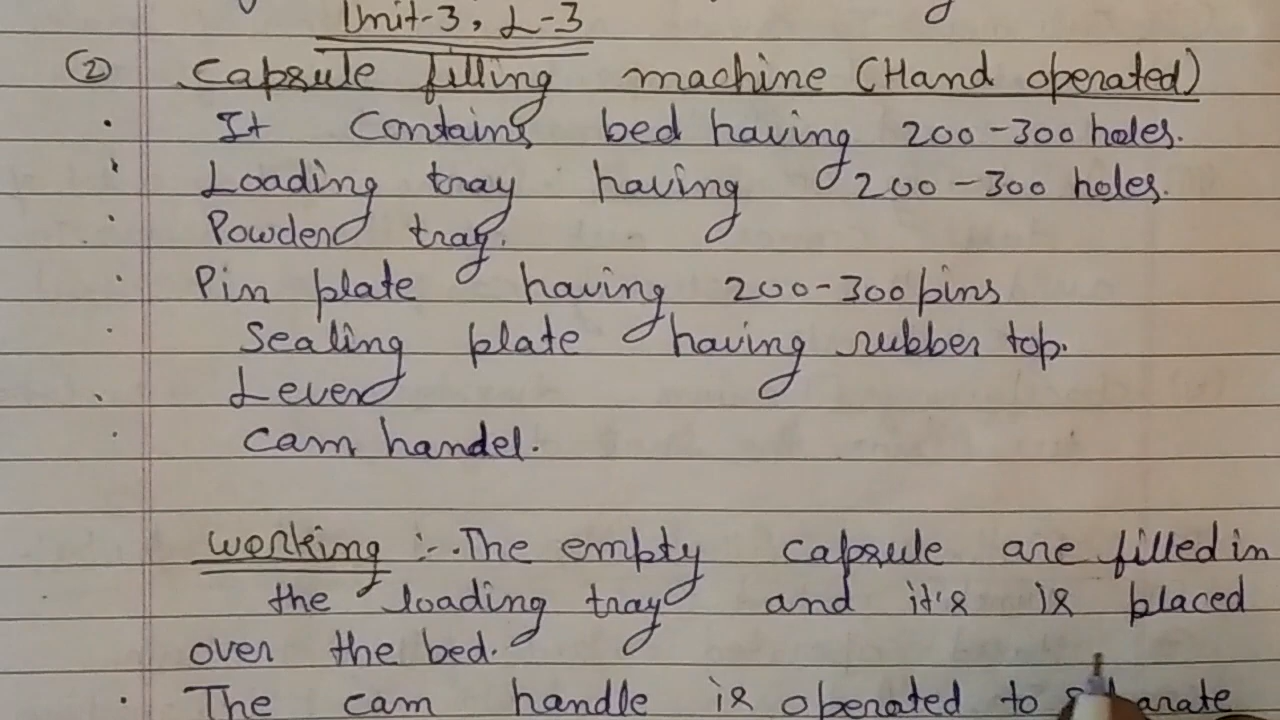 Unit-3, L-3
② Capsule filling machine (Hand operated)
· It Contains bed having 200-300 holes.
· Loading tray having 200-300 holes.
· Powder tray.
· Pin plate having 200-300 pins
· Sealing plate having rubber top.
· Lever
· Cam handel.
working :- .The empty capsule are filled in
the loading tray and it's is placed
over the bed.
· The cam handle is operated to